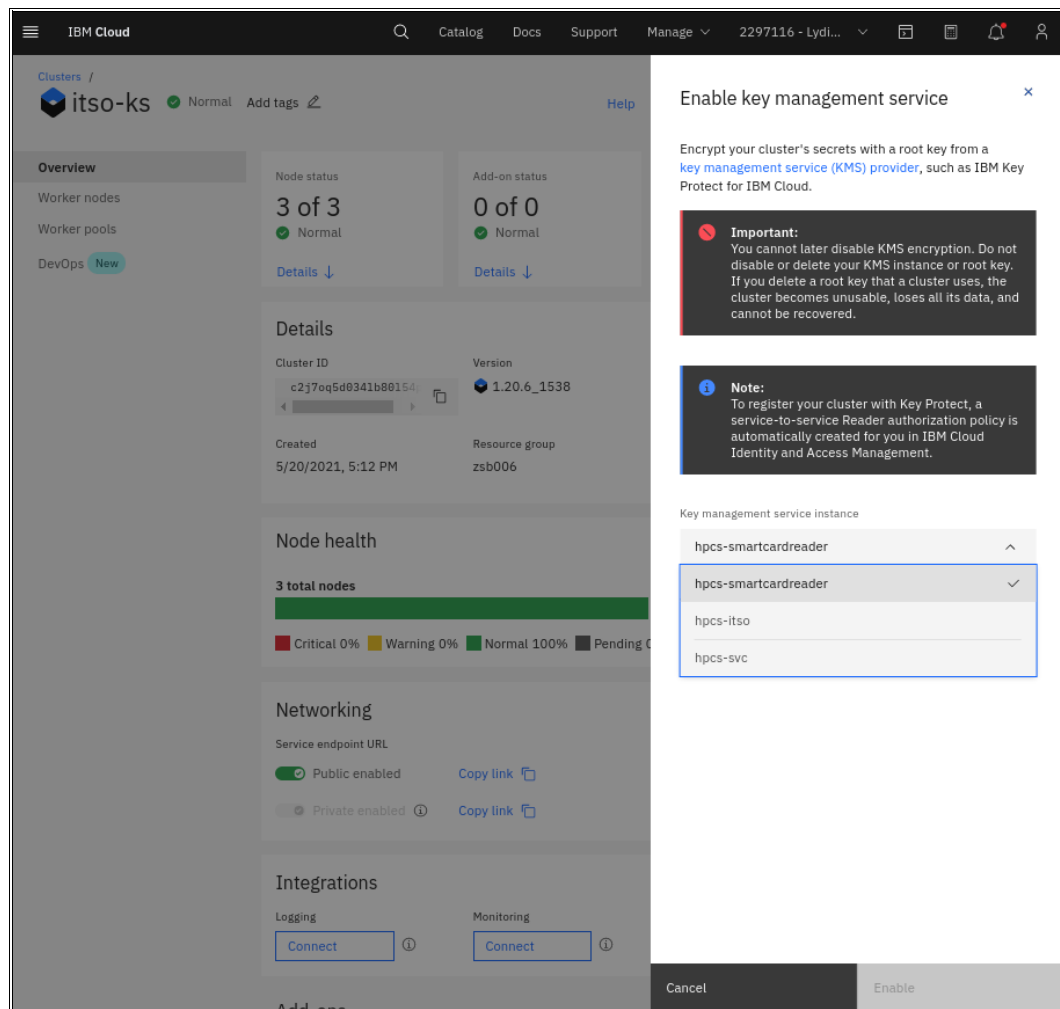 IBM Cloud
Catalog
Docs
Support
Manage
2297116 - Lydi...
Clusters /
itso-ks
Normal
Add tags
Help
Overview
Worker nodes
Worker pools
DevOps
New
Node status
3 of 3
Normal
Details
Add-on status
0 of 0
Normal
Details
Details
Cluster ID
c2j7oq5d0341b80154
Version
1.20.6_1538
Created
5/20/2021, 5:12 PM
Resource group
zsb006
Node health
3 total nodes
Critical 0%
Warning 0%
Normal 100%
Pending
Networking
Service endpoint URL
Public enabled
Copy link
Private enabled
Copy link
Integrations
Logging
Connect
Monitoring
Connect
Enable key management service
Encrypt your cluster's secrets with a root key from a
key management service (KMS) provider, such as IBM Key
Protect for IBM Cloud.
Important:
You cannot later disable KMS encryption. Do not
disable or delete your KMS instance or root key.
If you delete a root key that a cluster uses, the
cluster becomes unusable, loses all its data, and
cannot be recovered.
Note:
To register your cluster with Key Protect, a
service-to-service Reader authorization policy is
automatically created for you in IBM Cloud
Identity and Access Management.
Key management service instance
hpcs-smartcardreader
hpcs-smartcardreader
hpcs-itso
hpcs-svc
Cancel
Enable